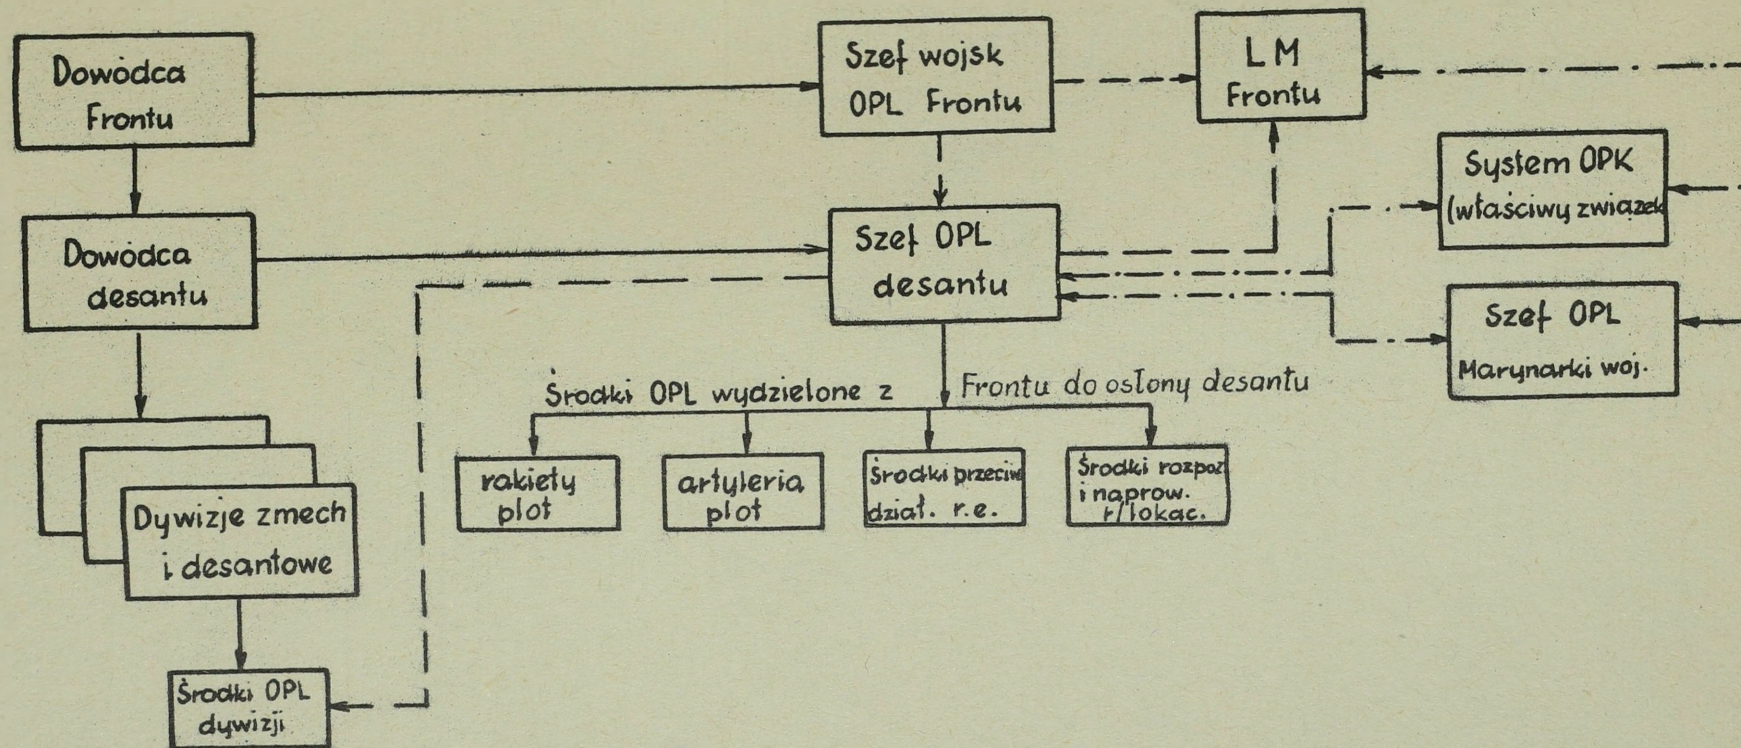 Dowódca
Frontu
Szef wojsk
OPL Frontu
LM
Frontu
System OPK
(właściwy związek
Dowódca
desantu
Szef OPL
desantu
Szef OPL
Marynarki woj.
Środki OPL wydzielone z Frontu do osłony desantu
rakiety
plot
artyleria
plot
Środki przeciw
dział. r.e.
Środki rozpoz
i naprow.
r/lokac.
Dywizje zmech
i desantowe
Środki OPL
dywizji